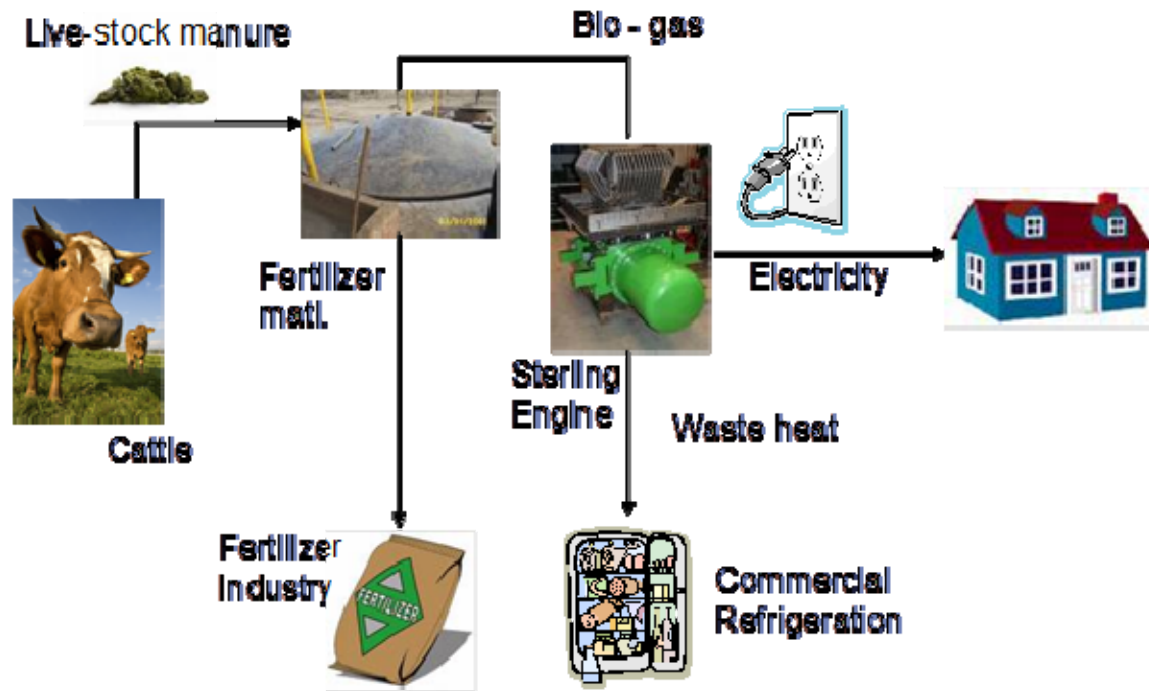 Live-stock manure
Bio - gas
Fertilizer
matl.
Electricity
Sterling
Engine
Waste heat
Cattle
Fertilizer
Industry
FERTILIZER
Commercial
Refrigeration